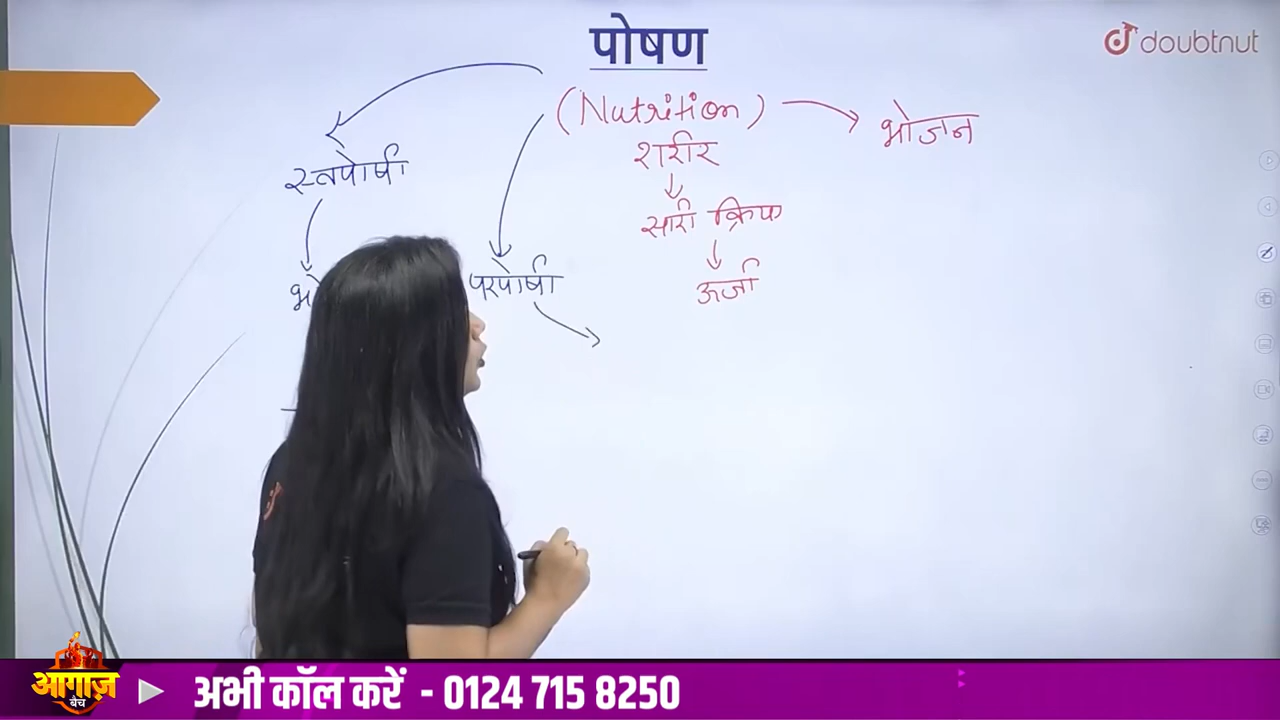 पोषण
doubtnut
(Nutrition)
भोजन
शरीर
स्वपोषी
सारी क्रिया
परपोषी
ऊर्जा
आगाज़
बैच
अभी कॉल करें - 0124 715 8250